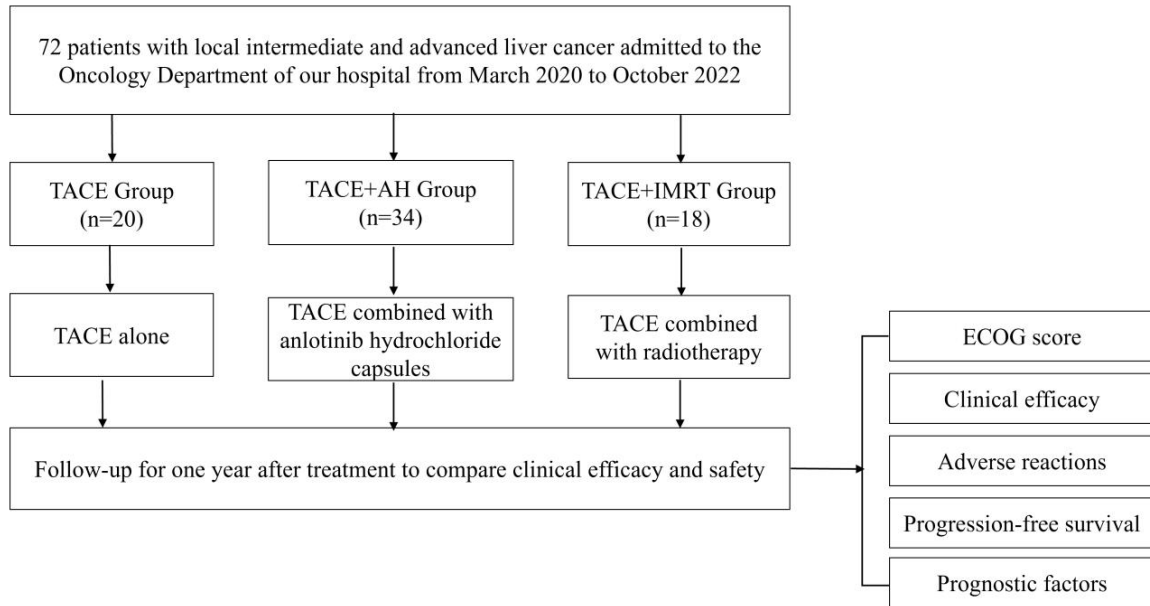 72 patients with local intermediate and advanced liver cancer admitted to the
Oncology Department of our hospital from March 2020 to October 2022
TACE Group
(n=20)
TACE+AH Group
(n=34)
TACE+IMRT Group
(n=18)
TACE alone
TACE combined with
anlotinib hydrochloride
capsules
TACE combined
with radiotherapy
Follow-up for one year after treatment to compare clinical efficacy and safety
ECOG score
Clinical efficacy
Adverse reactions
Progression-free survival
Prognostic factors